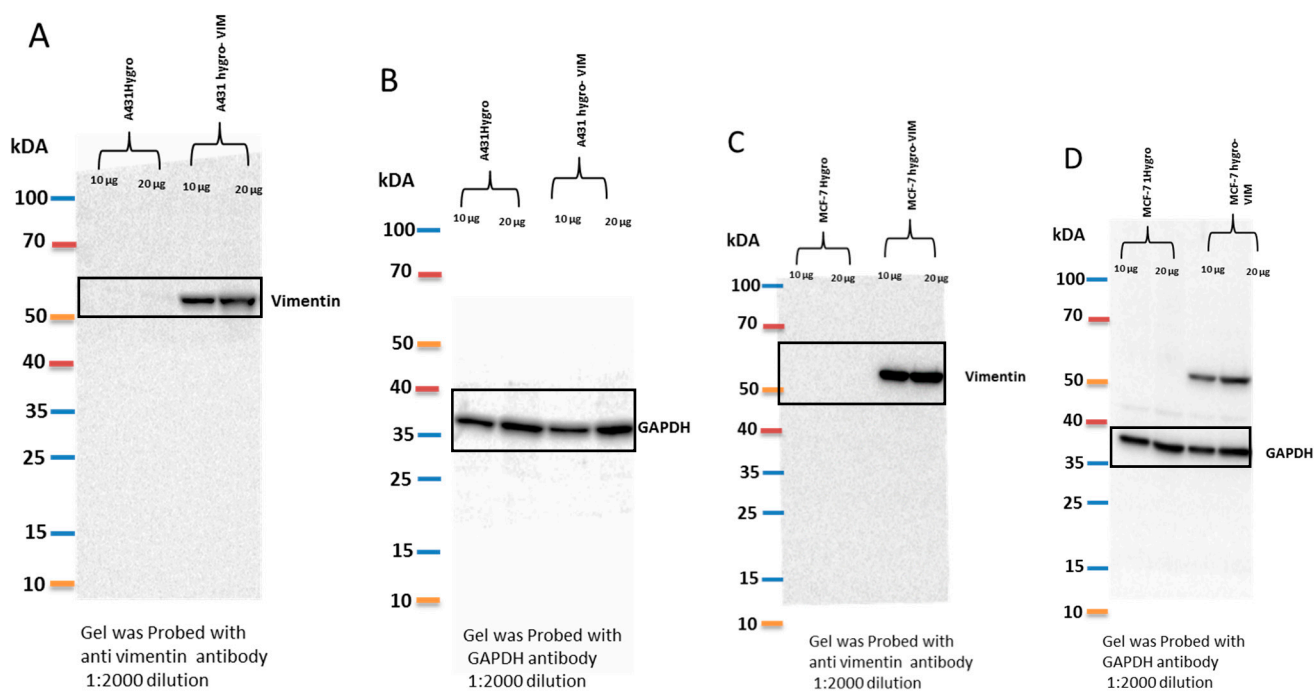 A
A431Hygro
A431 hygro- VIM
kDA
10 µg
20 µg
10 µg
20 µg
100
70
50
40
35
25
15
10
Vimentin
Gel was Probed with
anti vimentin antibody
1:2000 dilution
B
A431Hygro
A431 hygro- VIM
kDA
10 µg
20 µg
10 µg
20 µg
100
70
50
40
35
25
15
10
GAPDH
Gel was Probed with
GAPDH antibody
1:2000 dilution
C
MCF-7 Hygro
MCF-7 hygro-VIM
kDA
10 µg
20 µg
10 µg
20 µg
100
70
50
40
35
25
15
10
Vimentin
Gel was Probed with
anti vimentin antibody
1:2000 dilution
D
MCF-7 1Hygro
MCF-7 hygro-
VIM
kDA
10 µg
20 µg
10 µg
20 µg
100
70
50
40
35
25
15
10
GAPDH
Gel was Probed with
GAPDH antibody
1:2000 dilution